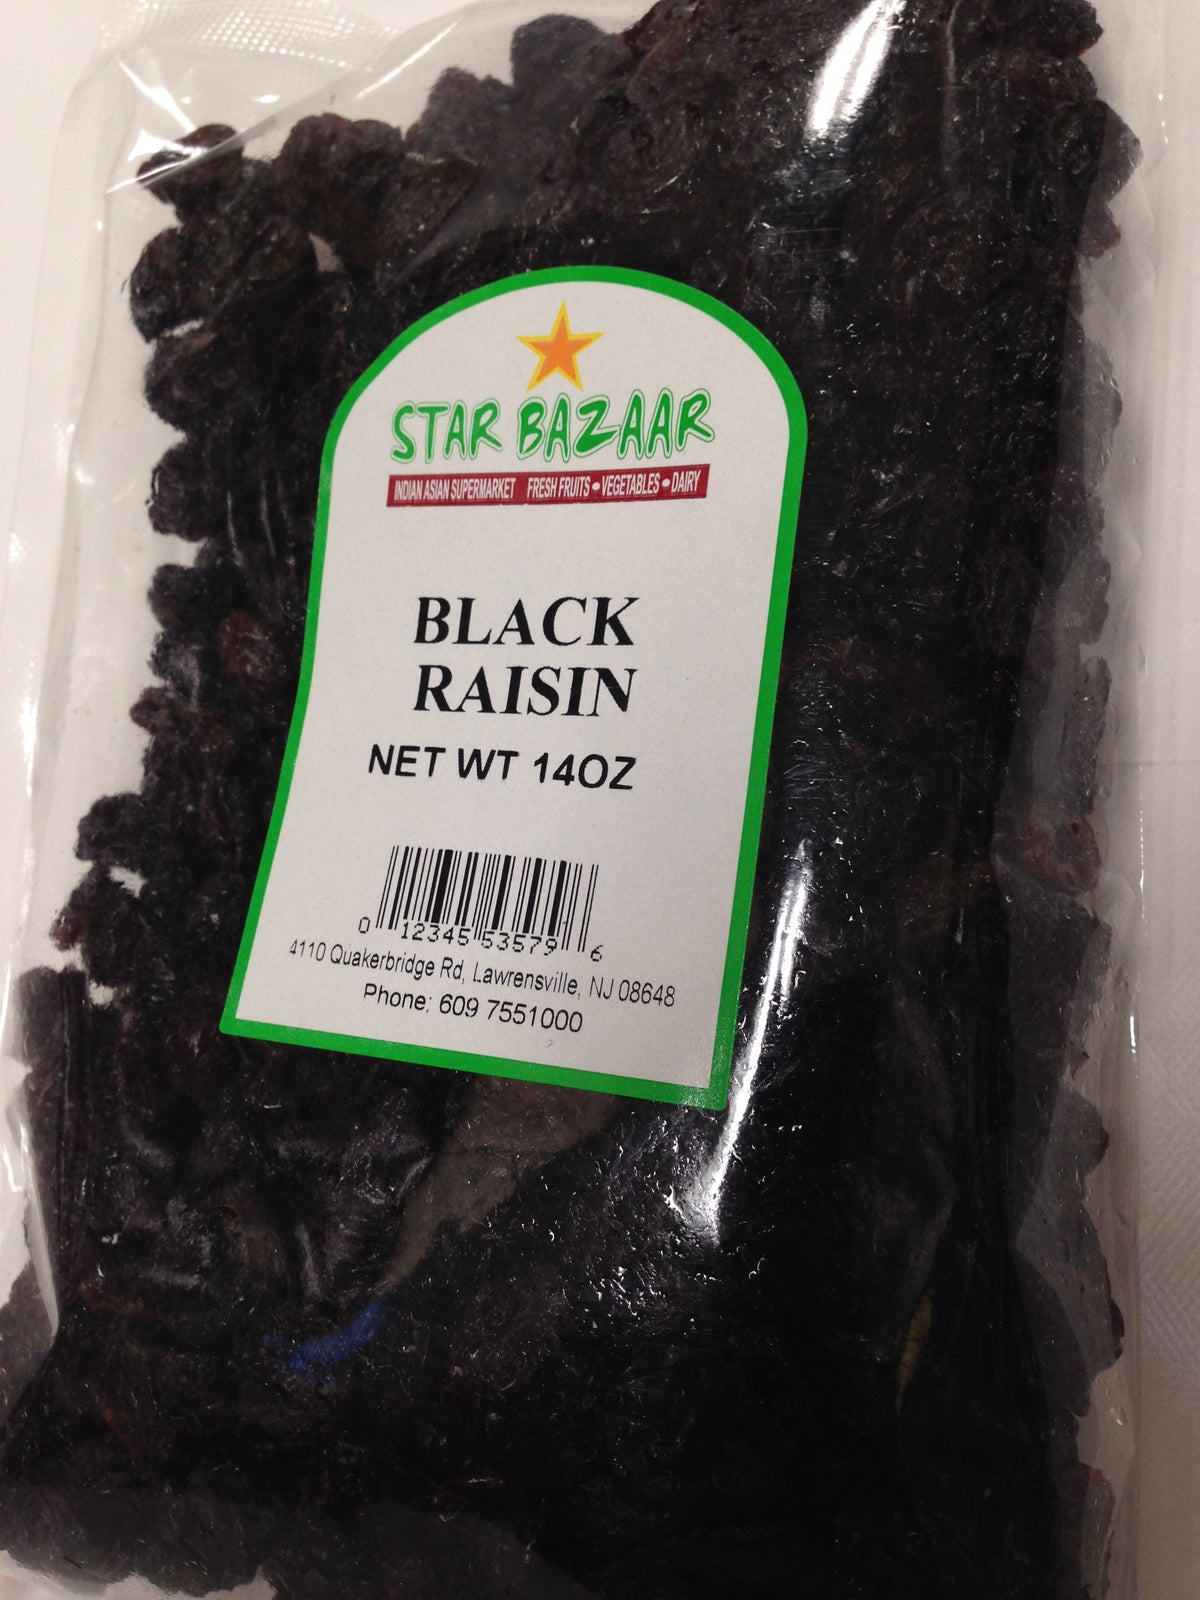 STAR BAZAAR
INDIAN ASIAN SUPERMARKET FRESH FRUITS • VEGETABLES • DAIRY
BLACK
RAISIN
NET WT 14OZ
0 12345 53579 6
4110 Quakerbridge Rd, Lawrensville, NJ 08648
Phone: 609 7551000